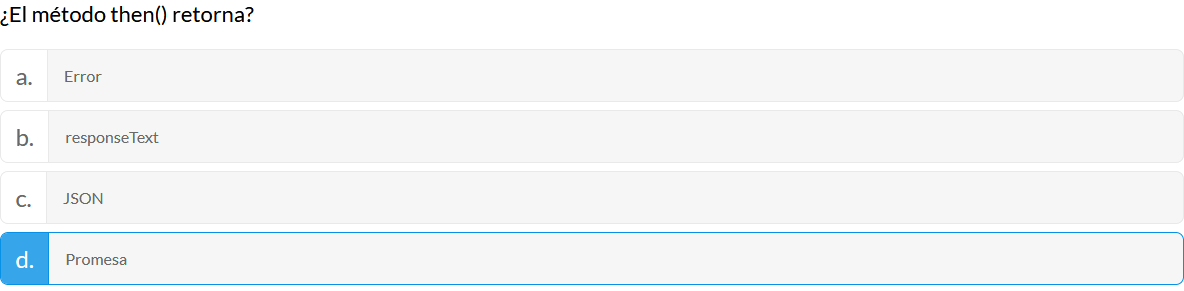 ¿El método then() retorna?
a. Error
b. responseText
c. JSON
d. Promesa